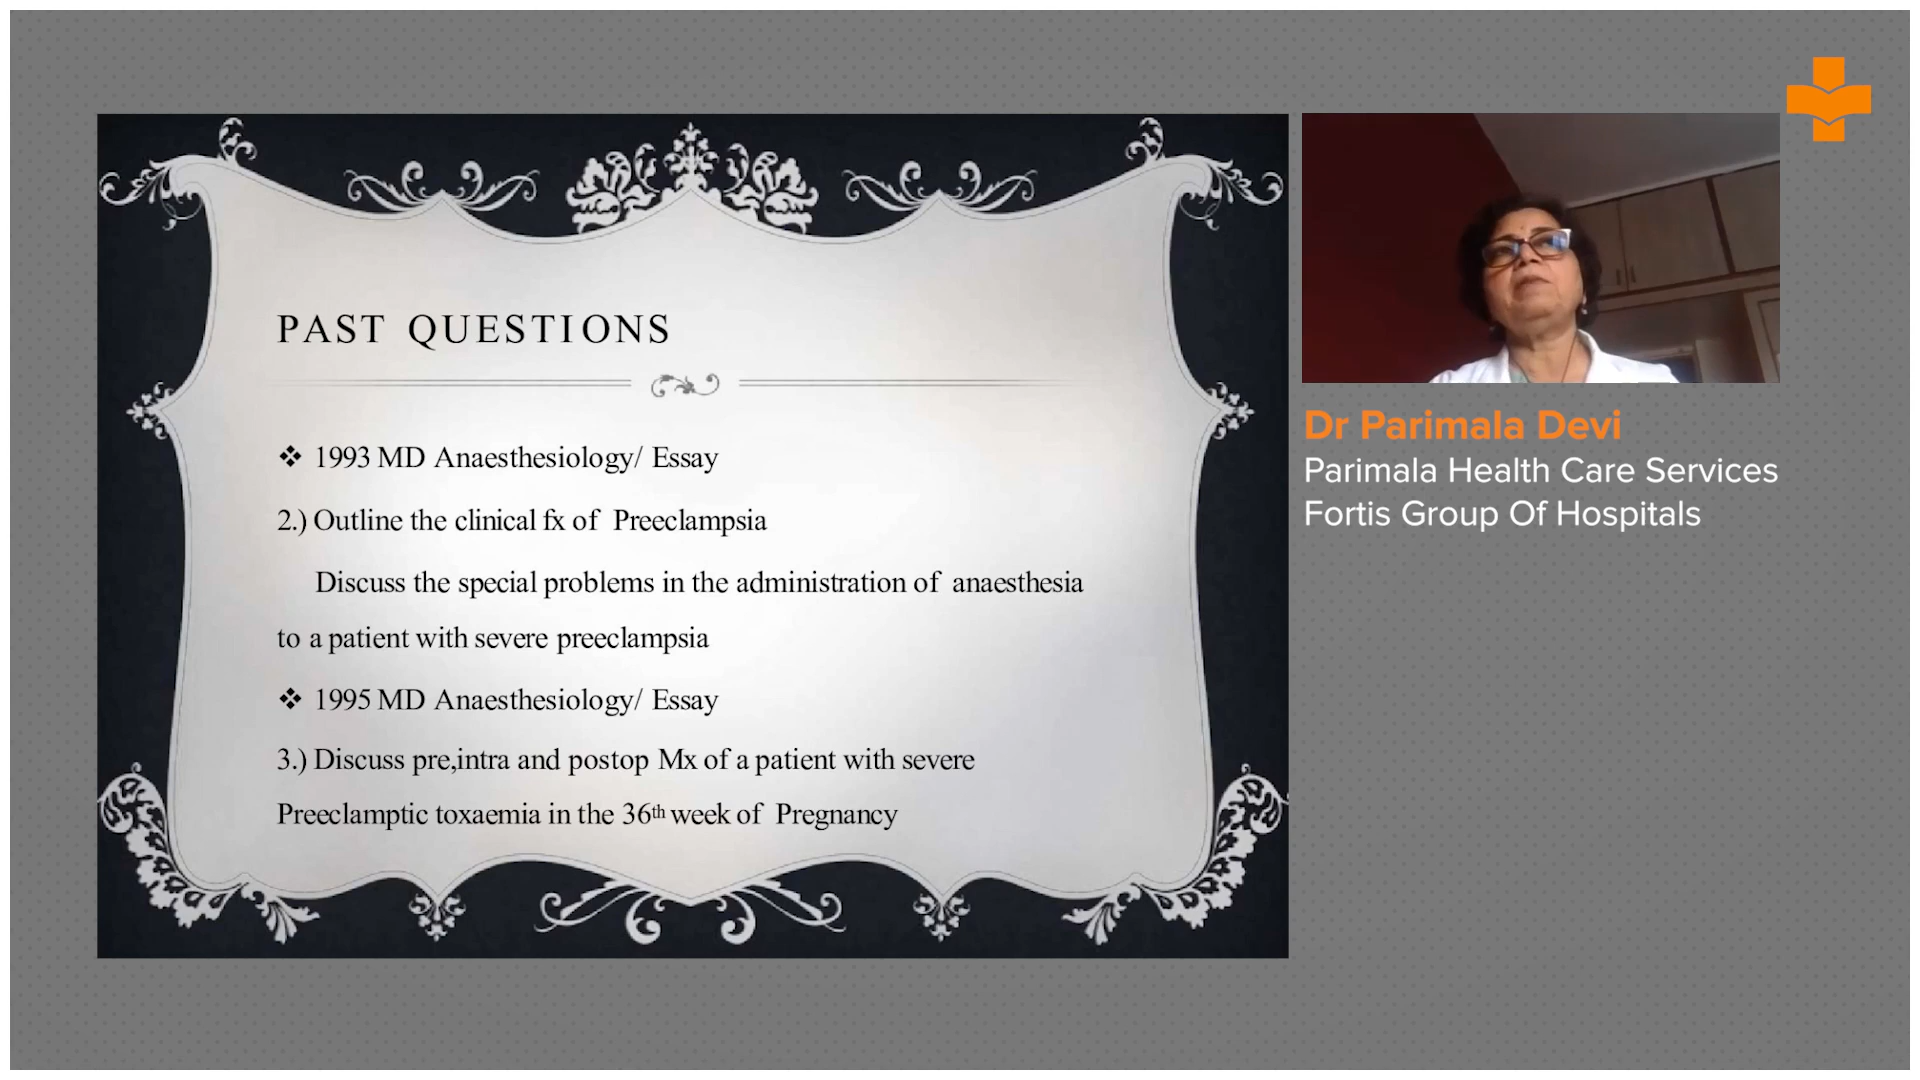 PAST QUESTIONS
❖ 1993 MD Anaesthesiology/ Essay
2.) Outline the clinical fx of Preeclampsia
Discuss the special problems in the administration of anaesthesia
to a patient with severe preeclampsia
❖ 1995 MD Anaesthesiology/ Essay
3.) Discuss pre,intra and postop Mx of a patient with severe
Preeclamptic toxaemia in the 36th week of Pregnancy
Dr Parimala Devi
Parimala Health Care Services
Fortis Group Of Hospitals